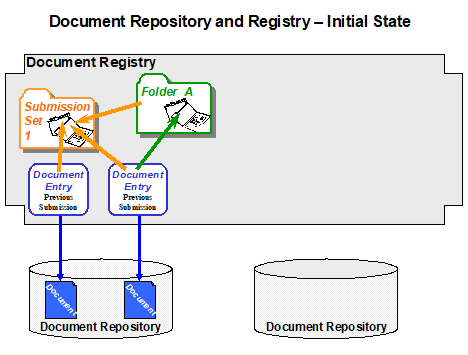 Document Repository and Registry – Initial State
Document Registry
Submission
Set
1
Folder A
Document
Entry
Previous
Submission
Document
Entry
Previous
Submission
Document
Document
Document Repository
Document Repository